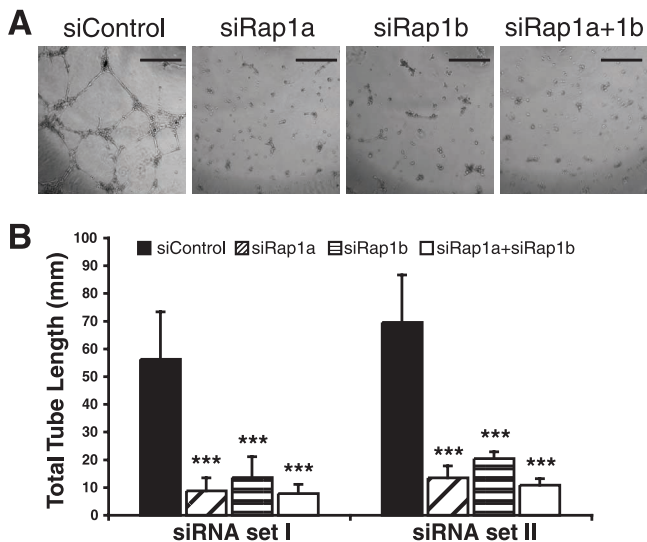 A
siControl siRap1a siRap1b siRap1a+1b
B
100
90
80
70
60
50
40
30
20
10
0
Total Tube Length (mm)
siControl siRap1a siRap1b siRap1a+siRap1b
*** *** *** *** *** ***
siRNA set I siRNA set II